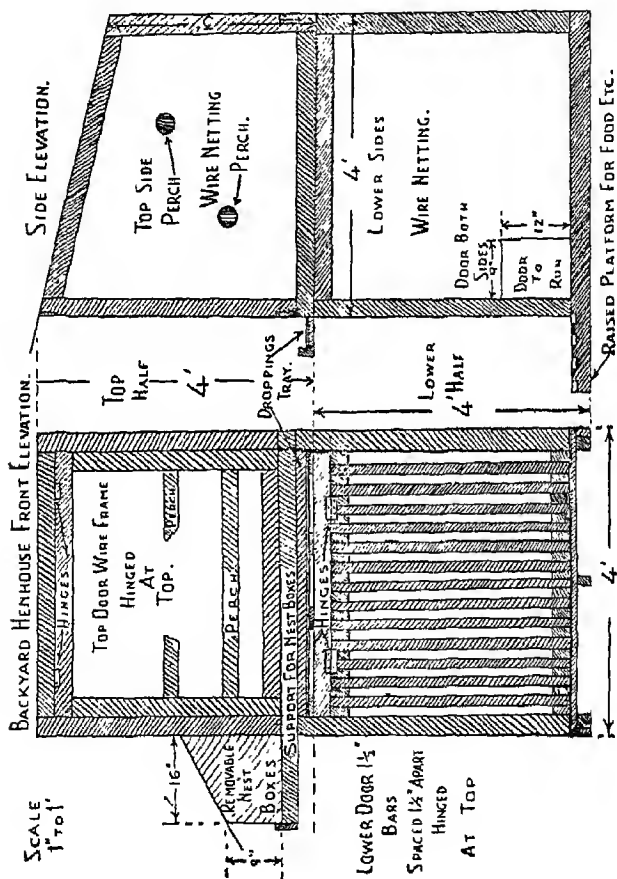 BACKYARD HENHOUSE FRONT ELEVATION.
SIDE ELEVATION.
SCALE
1" TO 1'
HINGES
TOP DOOR WIRE FRAME
HINGED
AT
TOP.
PERCH
PERCH
16"
REMOVABLE
NEST
BOXES
9"
SUPPORT FOR NEST BOXES
HINGES
LOWER DOOR 1½"
BARS
SPACED 1½" APART
HINGED
AT TOP
4'
TOP
HALF
4'
DROPPINGS
TRAY.
LOWER
HALF
4'
TOP SIDE
PERCH
WIRE NETTING
PERCH.
4'
LOWER SIDES
WIRE NETTING.
DOOR BOTH
SIDES
9"
12"
DOOR
TO
RUN
RAISED PLATFORM FOR FOOD ETC.